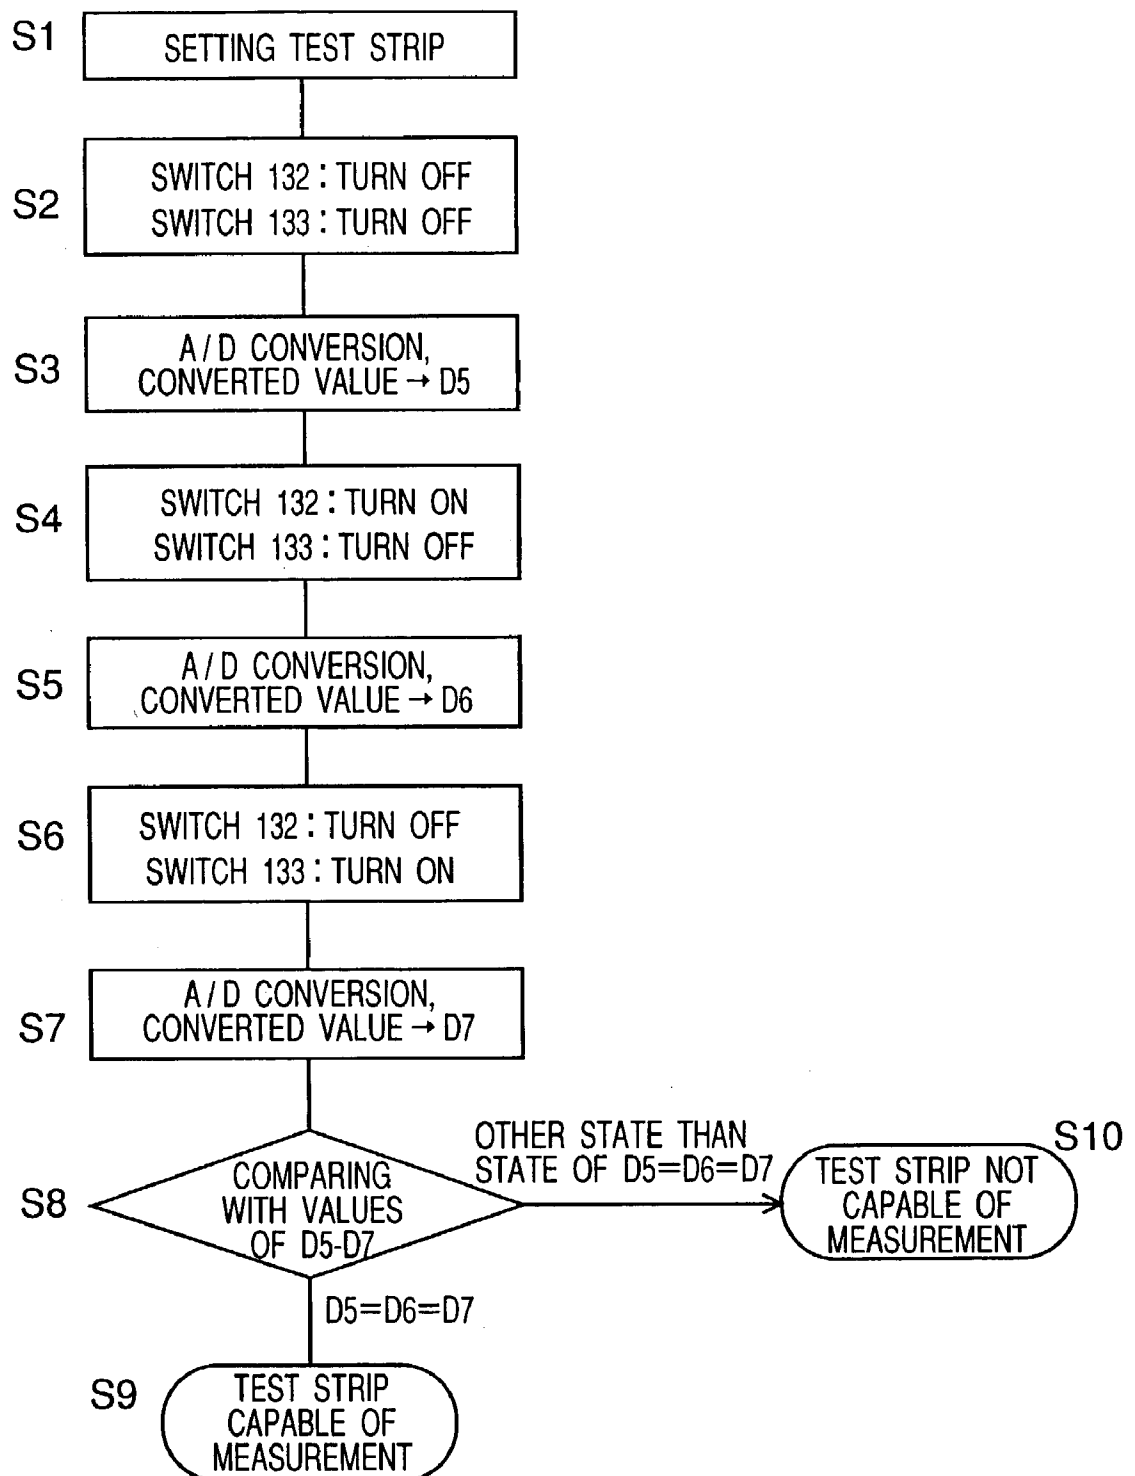 S1
SETTING TEST STRIP
S2
SWITCH 132 : TURN OFF
SWITCH 133 : TURN OFF
S3
A/D CONVERSION,
CONVERTED VALUE → D5
S4
SWITCH 132 : TURN ON
SWITCH 133 : TURN OFF
S5
A/D CONVERSION,
CONVERTED VALUE → D6
S6
SWITCH 132 : TURN OFF
SWITCH 133 : TURN ON
S7
A/D CONVERSION,
CONVERTED VALUE → D7
S8
COMPARING
WITH VALUES
OF D5-D7
OTHER STATE THAN
STATE OF D5=D6=D7
S10
TEST STRIP NOT
CAPABLE OF
MEASUREMENT
D5=D6=D7
S9
TEST STRIP
CAPABLE OF
MEASUREMENT